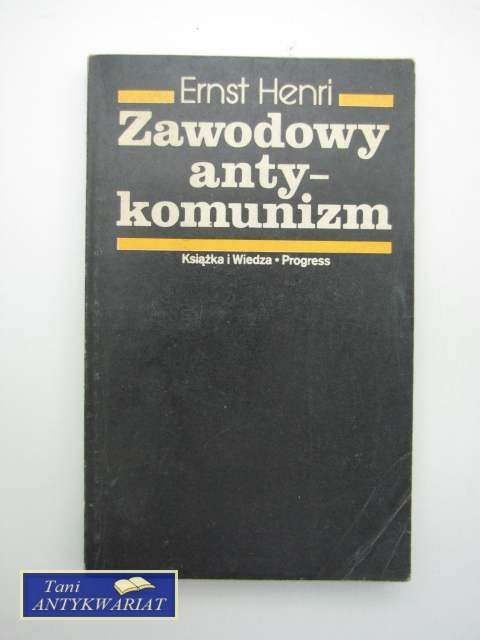 Ernst Henri
Zawodowy
anty-
komunizm
Książka i Wiedza • Progress
Tani
ANTYKWARIAT